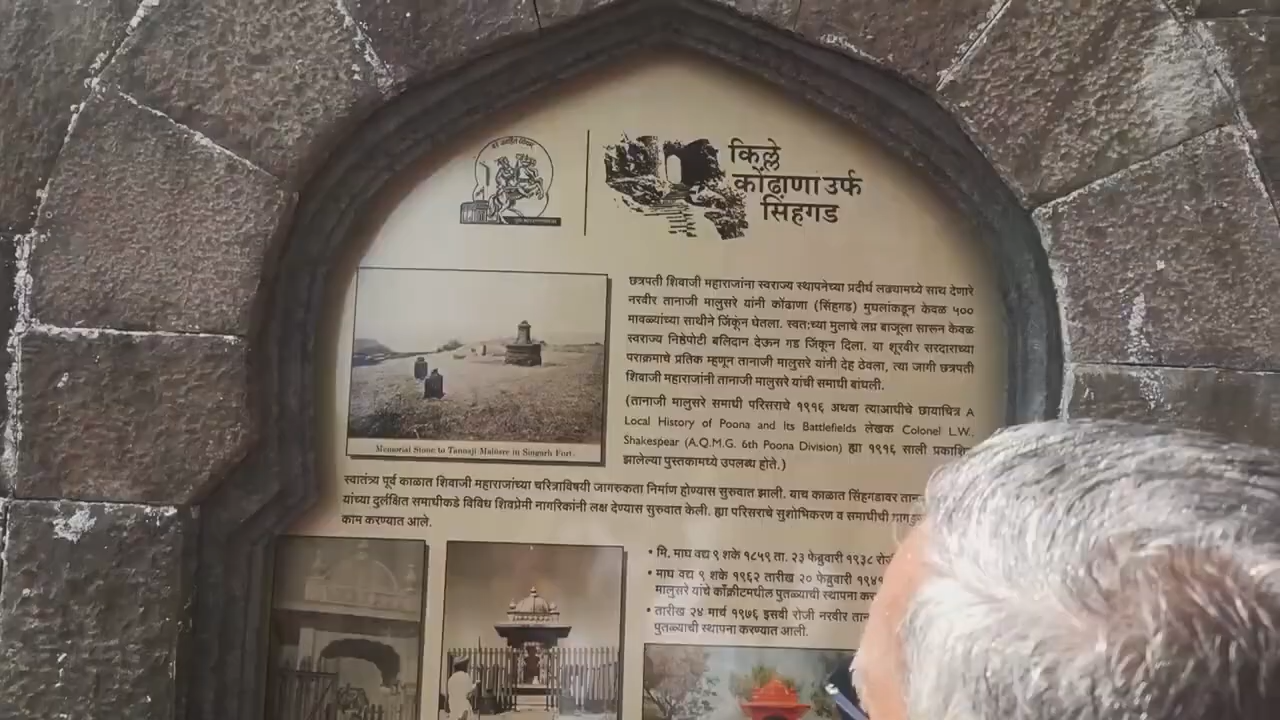 किल्ले
कोंढाणा उर्फ
सिंहगड
छत्रपती शिवाजी महाराजांना स्वराज्य स्थापनेच्या प्रदीर्घ लढ्यामध्ये साथ देणारे
नरवीर तानाजी मालुसरे यांनी कोंढाणा (सिंहगड) मुघलांकडून केवळ ५००
मावळ्यांच्या साथीने जिंकून घेतला. स्वत:च्या मुलाचे लग्न बाजूला सारून केवळ
स्वराज्य निष्ठेपोटी बलिदान देऊन गड जिंकून दिला. या शूरवीर सरदाराच्या
पराक्रमाचे प्रतिक म्हणून तानाजी मालुसरे यांनी देह ठेवला, त्या जागी छत्रपती
शिवाजी महाराजांनी तानाजी मालुसरे यांची समाधी बांधली.
(तानाजी मालुसरे समाधी परिसराचे १९१६ अथवा त्याआधीचे छायाचित्र A
Local History of Poona and Its Battlefields लेखक Colonel L.W.,
Shakespear (A.Q.M.G. 6th Poona Division) ह्या १९१६ साली
झालेल्या पुस्तकामध्ये उपलब्ध होते.)
Memorial Stone to Tannaji Malüsre in Singarh Fort.
स्वातंत्र्य पूर्व काळात शिवाजी महाराजांच्या चरित्राविषयी जागरुकता निर्माण होण्यास सुरुवात झाली. याच काळात सिंहगडावर
यांच्या दुर्लक्षित समाधीकडे विविध शिवप्रेमी नागरिकांनी लक्ष देण्यास सुरुवात केली. ह्या परिसराचे सुशोभिकरण व समाधीची
काम करण्यात आले.
• मि. माघ वद्य ९ शके १८५९ ता. २३ फेब्रुवारी १९३८
• माघ वद्य ९ शके १९६२ तारीख २० फेब्रुवारी
मालुसरे यांचे काँक्रीटमधील पुतळ्याची स्थापना
• तारीख २४ मार्च १९७६ इसवी रोजी नरवीर
पुतळ्याची स्थापना करण्यात आली.